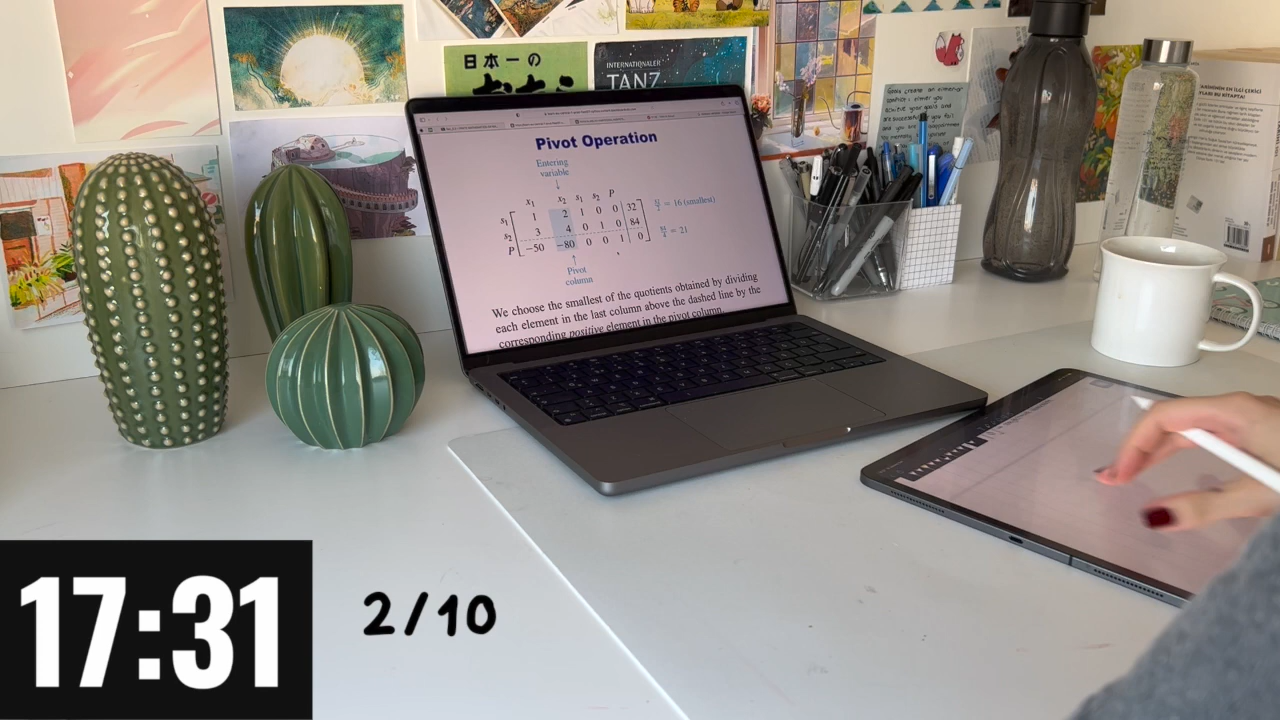 日本一の
INTERNATIONALER
TANZ
Pivot Operation
Entering
variable
x₁ x₂ s₁ s₂ P
s₁ 1 2 1 0 0 32
s₂ 3 4 0 1 0 84
P −50 −80 0 0 1 0
32/2 = 16 (smallest)
84/4 = 21
Pivot
column
We choose the smallest of the quotients obtained by dividing
each element in the last column above the dashed line by the
corresponding positive element in the pivot column.
17:31
2/10